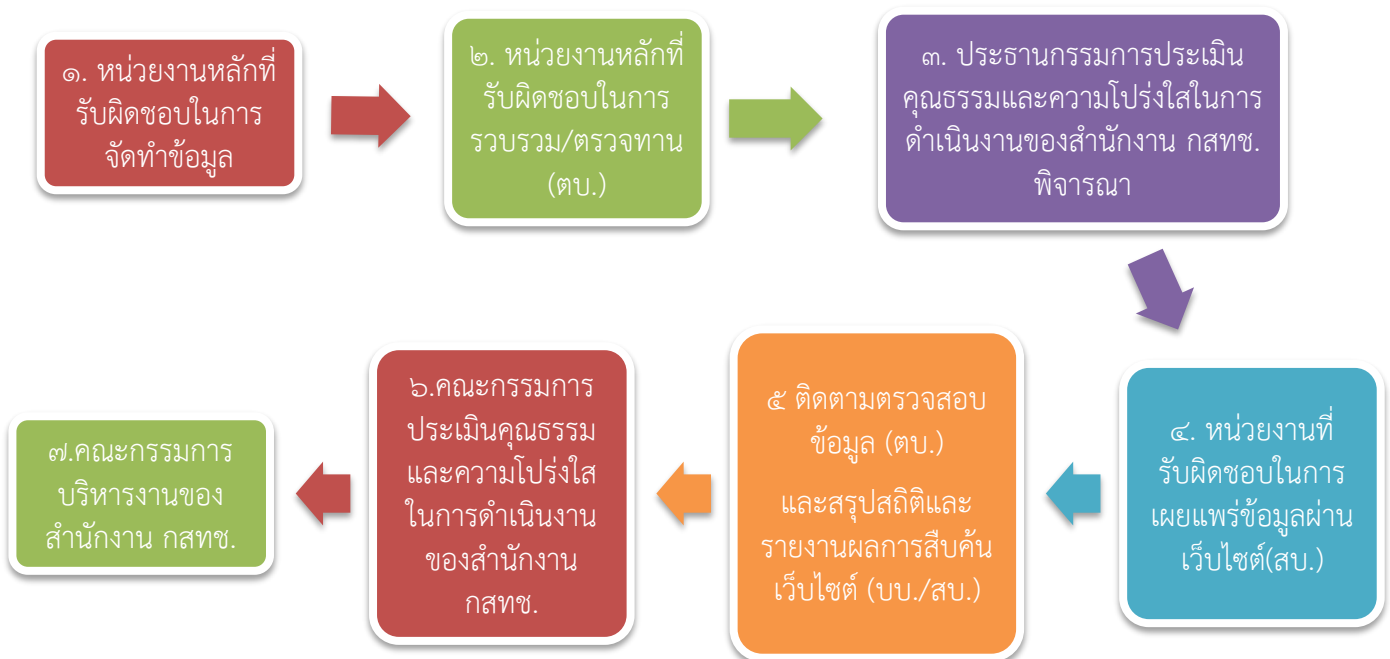 ๑. หน่วยงานหลักที่
รับผิดชอบในการ
จัดทำข้อมูล
๒. หน่วยงานหลักที่
รับผิดชอบในการ
รวบรวม/ตรวจทาน
(ตบ.)
๓. ประธานกรรมการประเมิน
คุณธรรมและความโปร่งใสในการ
ดำเนินงานของสำนักงาน กสทช.
พิจารณา
๔. หน่วยงานที่
รับผิดชอบในการ
เผยแพร่ข้อมูลผ่าน
เว็บไซต์(สบ.)
๕ ติดตามตรวจสอบ
ข้อมูล (ตบ.)
และสรุปสถิติและ
รายงานผลการสืบค้น
เว็บไซต์ (บบ./สบ.)
๖.คณะกรรมการ
ประเมินคุณธรรม
และความโปร่งใส
ในการดำเนินงาน
ของสำนักงาน
กสทช.
๗.คณะกรรมการ
บริหารงานของ
สำนักงาน กสทช.